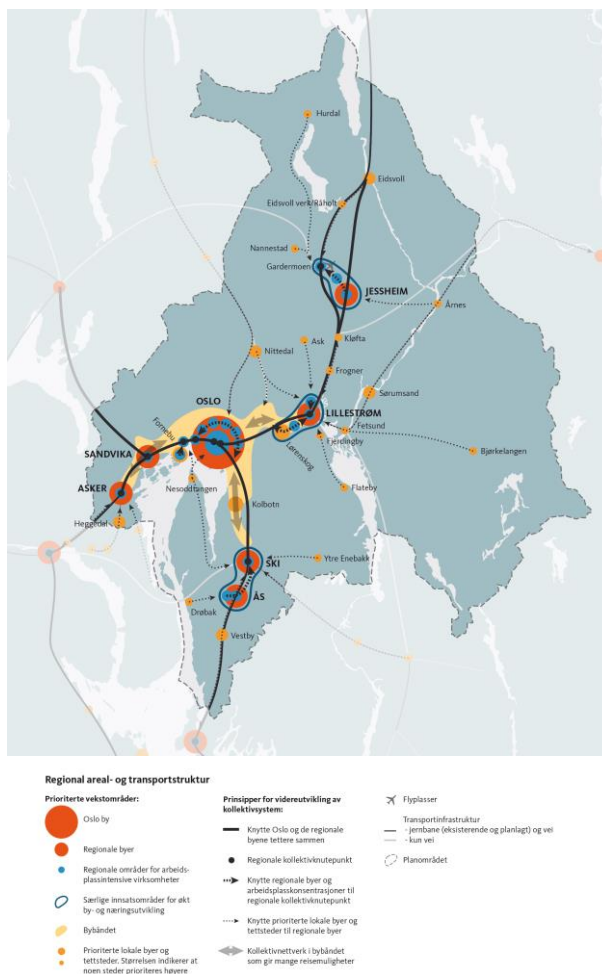 Hurdal
Eidsvoll
Eidsvoll verk/Råholt
Nannestad
Gardermoen
JESSHEIM
Årnes
Kløfta
Nittedal
Ask
Frogner
OSLO
Sørumsand
LILLESTRØM
Fetsund
Fornebu
Lørenskog
Fjerdingby
Bjørkelangen
SANDVIKA
ASKER
Nesoddtangen
Flateby
Kolbotn
Heggedal
SKI
Ytre Enebakk
ÅS
Drøbak
Vestby
Regional areal- og transportstruktur
Prioriterte vekstområder:
Oslo by
Regionale byer
Regionale områder for arbeids-
plassintensive virksomheter
Særlige innsatsområder for økt
by- og næringsutvikling
Bybåndet
Prioriterte lokale byer og
tettsteder. Størrelsen indikerer at
noen steder prioriteres høyere
Prinsipper for videreutvikling av
kollektivsystem:
Knytte Oslo og de regionale
byene tettere sammen
Regionale kollektivknutepunkt
Knytte regionale byer og
arbeidsplasskonsentrasjoner til
regionale kollektivknutepunkt
Knytte prioriterte lokale byer og
tettsteder til regionale byer
Kollektivnettverk i bybåndet
som gir mange reisemuligheter
Flyplasser
Transportinfrastruktur
- jernbane (eksisterende og planlagt) og vei
- kun vei
Planområdet